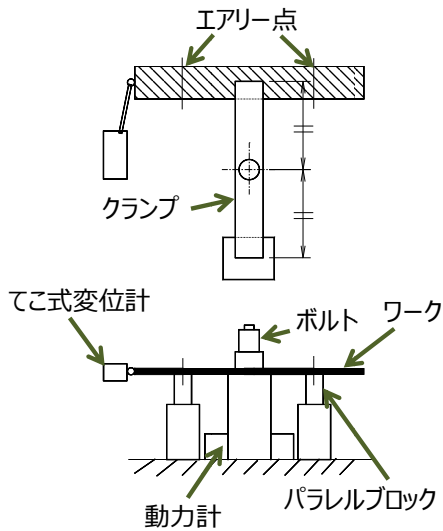 エアリー点
クランプ
てこ式変位計
ボルト
ワーク
パラレルブロック
動力計